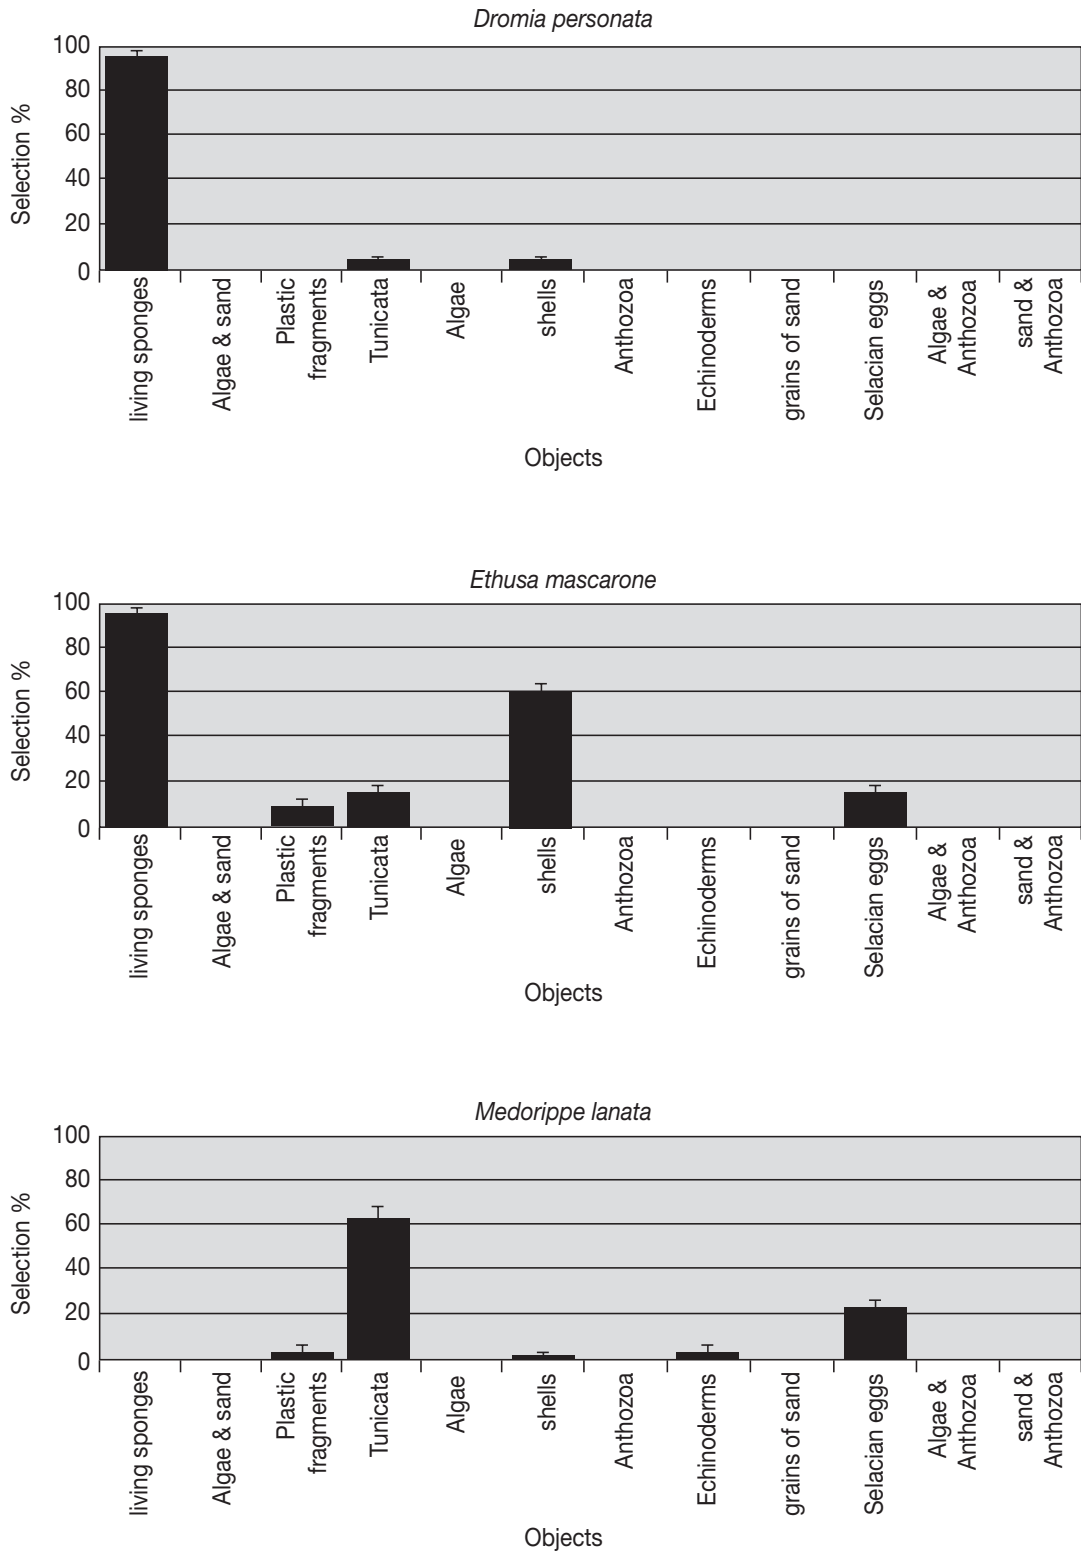 Dromia personata
Selection %
100
80
60
40
20
0
living sponges
Algae & sand
Plastic
fragments
Tunicata
Algae
shells
Anthozoa
Echinoderms
grains of sand
Selacian eggs
Algae &
Anthozoa
sand &
Anthozoa
Objects
Ethusa mascarone
Selection %
100
80
60
40
20
0
living sponges
Algae & sand
Plastic
fragments
Tunicata
Algae
shells
Anthozoa
Echinoderms
grains of sand
Selacian eggs
Algae &
Anthozoa
sand &
Anthozoa
Objects
Medorippe lanata
Selection %
100
80
60
40
20
0
living sponges
Algae & sand
Plastic
fragments
Tunicata
Algae
shells
Anthozoa
Echinoderms
grains of sand
Selacian eggs
Algae &
Anthozoa
sand &
Anthozoa
Objects